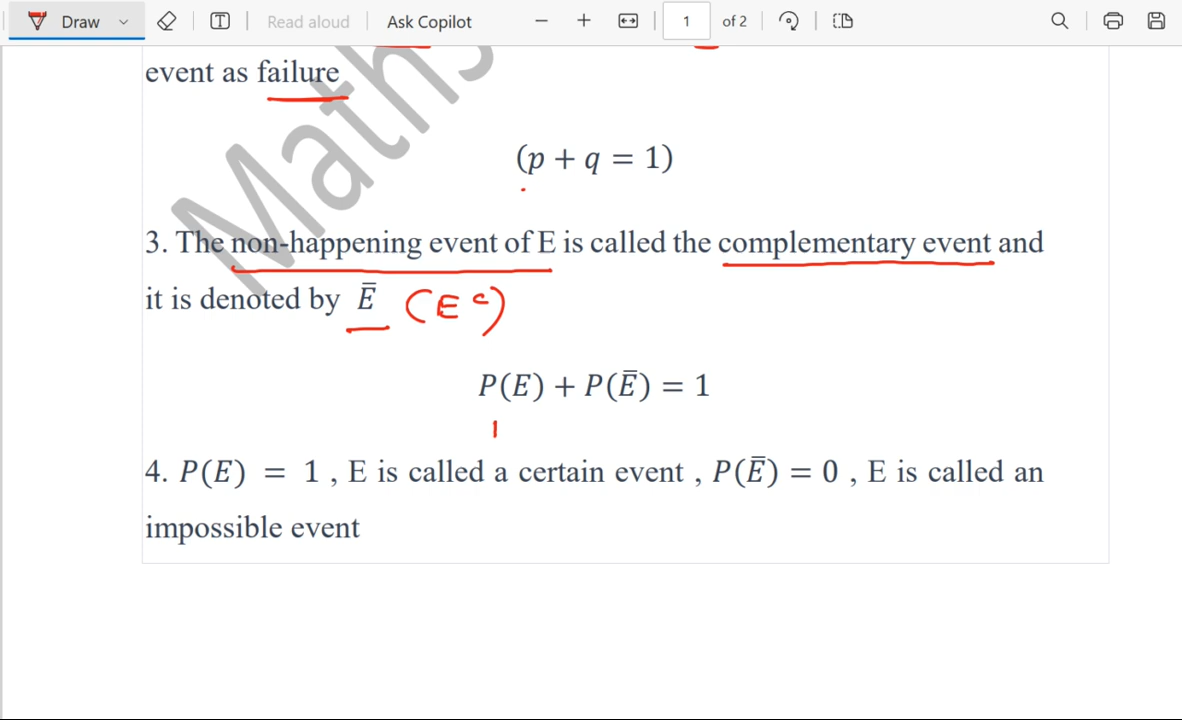 Draw
Read aloud
Ask Copilot
1
of 2
event as failure
Maths
(p + q = 1)
3. The non-happening event of E is called the complementary event and
it is denoted by E̅ (Eᶜ)
P(E) + P(E̅) = 1
4. P(E) = 1 , E is called a certain event , P(E̅) = 0 , E is called an
impossible event